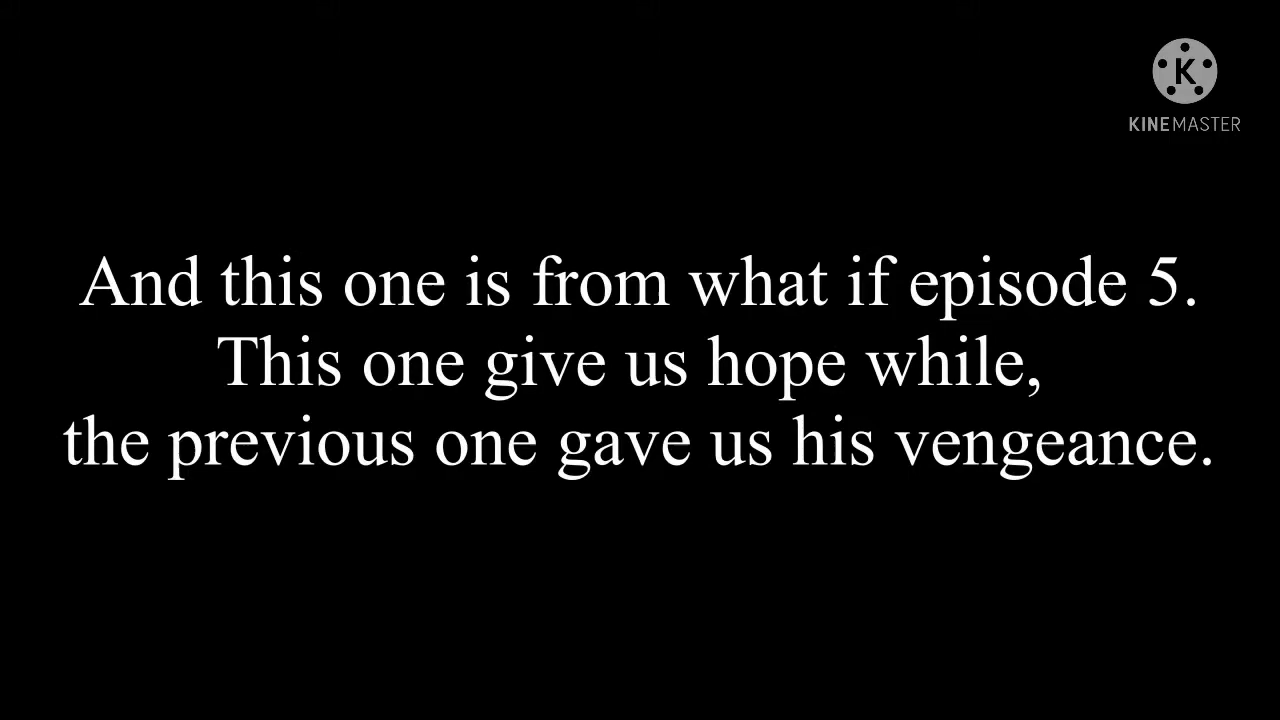 K
KINEMASTER
And this one is from what if episode 5.
This one give us hope while,
the previous one gave us his vengeance.